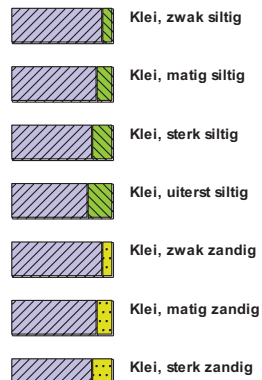 Klei, zwak siltig
Klei, matig siltig
Klei, sterk siltig
Klei, uiterst siltig
Klei, zwak zandig
Klei, matig zandig
Klei, sterk zandig